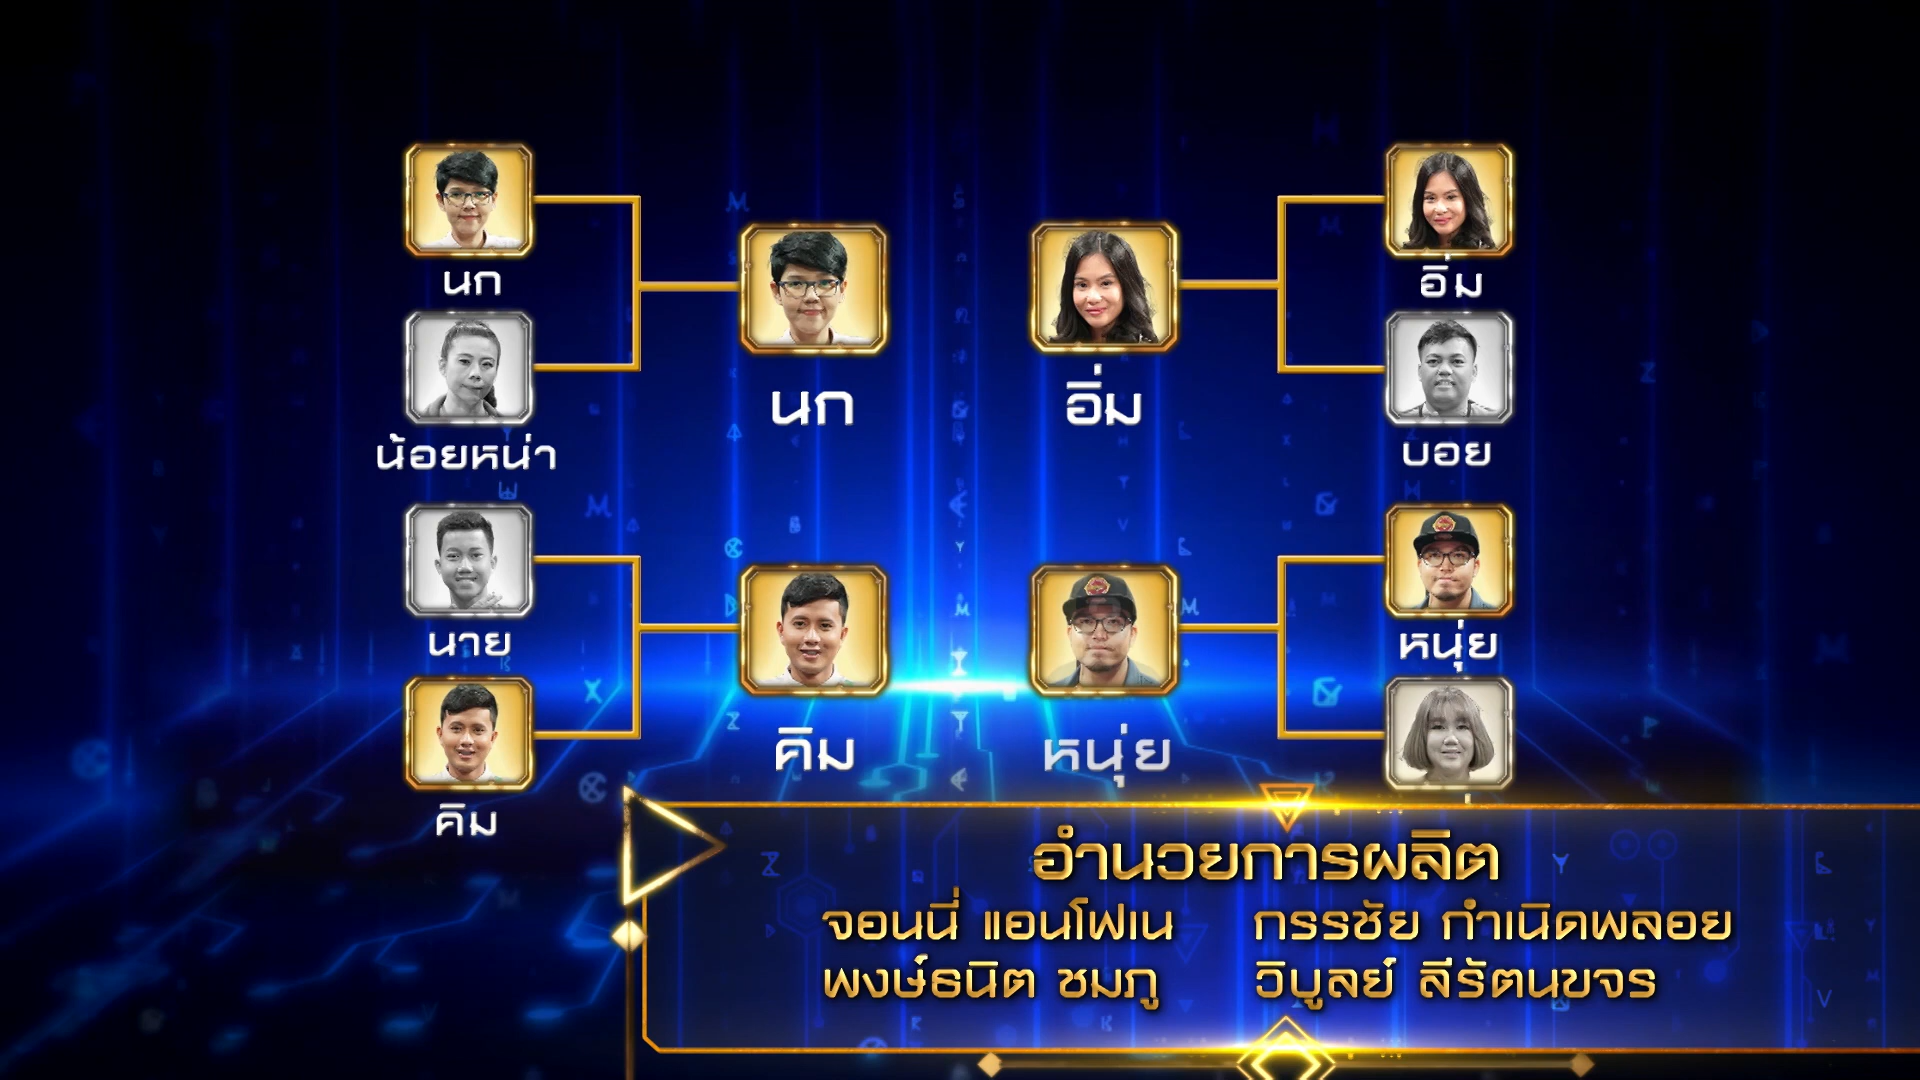 นก
อิ่ม
น้อยหน่า
บอย
นก
อิ่ม
นาย
หนุ่ย
คิม
หนุ่ย
คิม
อำนวยการผลิต
จอนนี่ แอนโฟเน กรรชัย กำเนิดพลอย
พงษ์ธนิต ชมภู วิบูลย์ ลีรัตนขจร